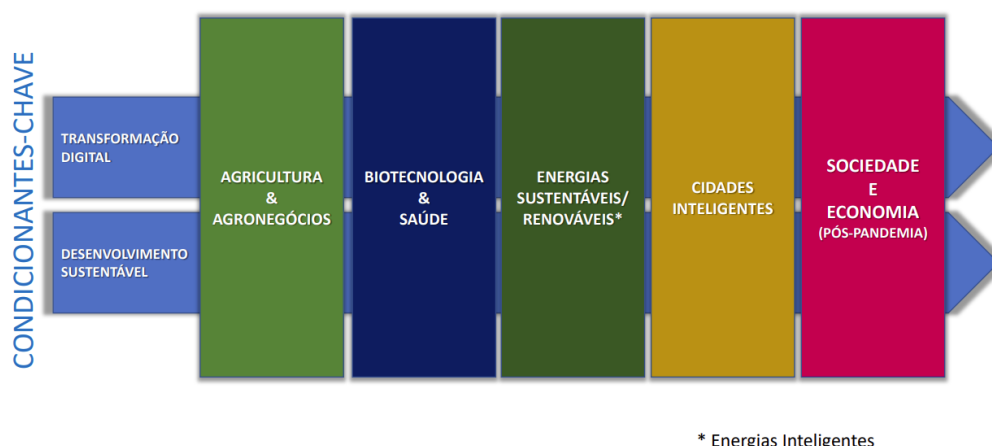 CONDICIONANTES-CHAVE
TRANSFORMAÇÃO
DIGITAL
DESENVOLVIMENTO
SUSTENTÁVEL
AGRICULTURA
&
AGRONEGÓCIOS
BIOTECNOLOGIA
&
SAÚDE
ENERGIAS
SUSTENTÁVEIS/
RENOVÁVEIS*
CIDADES
INTELIGENTES
SOCIEDADE
E
ECONOMIA
(PÓS-PANDEMIA)
* Energias Inteligentes